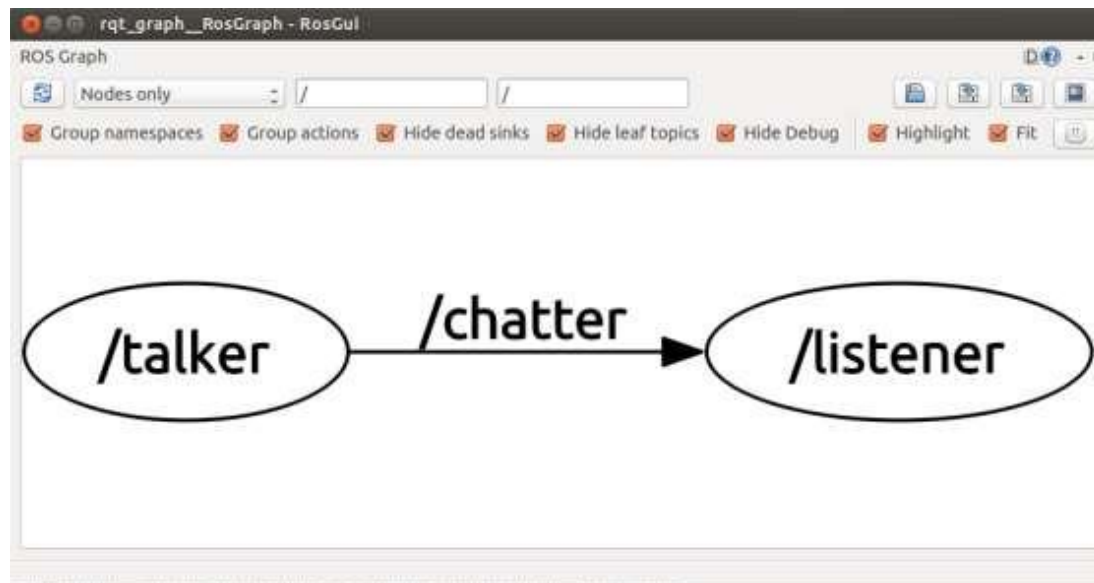 rqt_graph__RosGraph - RosGui
ROS Graph
D
Nodes only / /
Group namespaces Group actions Hide dead sinks Hide leaf topics Hide Debug Highlight Fit
/talker /chatter /listener